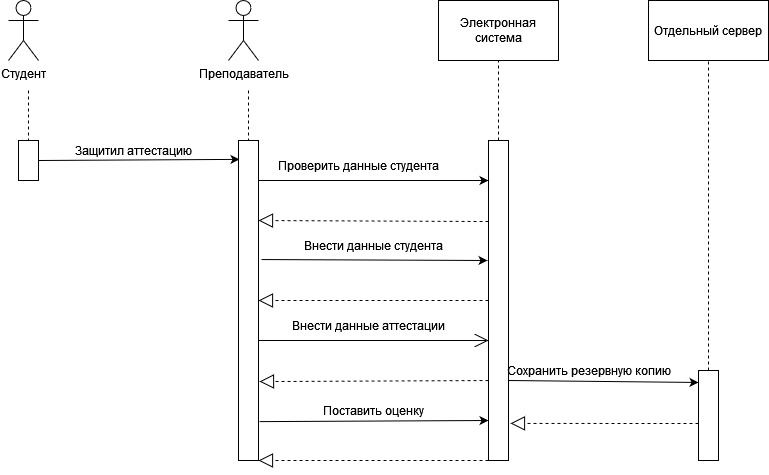 Электронная
система
Отдельный сервер
Студент
Преподаватель
Защитил аттестацию
Проверить данные студента
Внести данные студента
Внести данные аттестации
Сохранить резервную копию
Поставить оценку